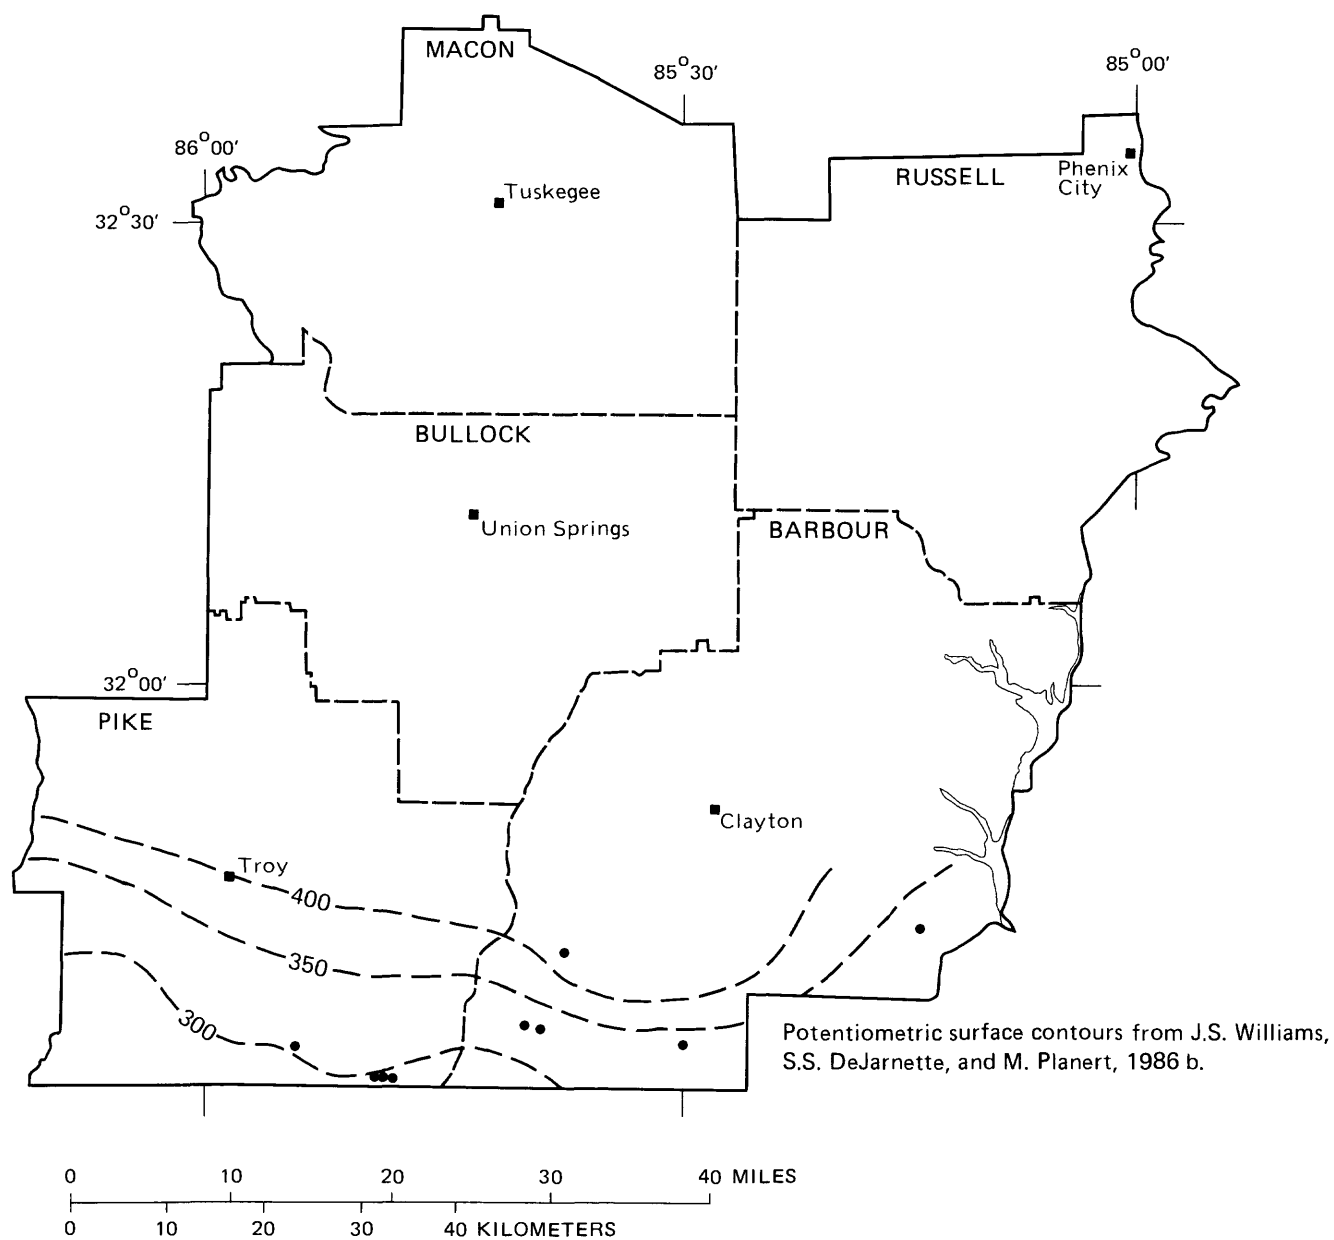 MACON
85°30′
85°00′
86°00′
RUSSELL
Phenix
City
Tuskegee
32°30′
BULLOCK
Union Springs
BARBOUR
32°00′
PIKE
Clayton
Troy
400
350
300
Potentiometric surface contours from J.S. Williams,
S.S. DeJarnette, and M. Planert, 1986 b.
0 10 20 30 40 MILES
0 10 20 30 40 KILOMETERS